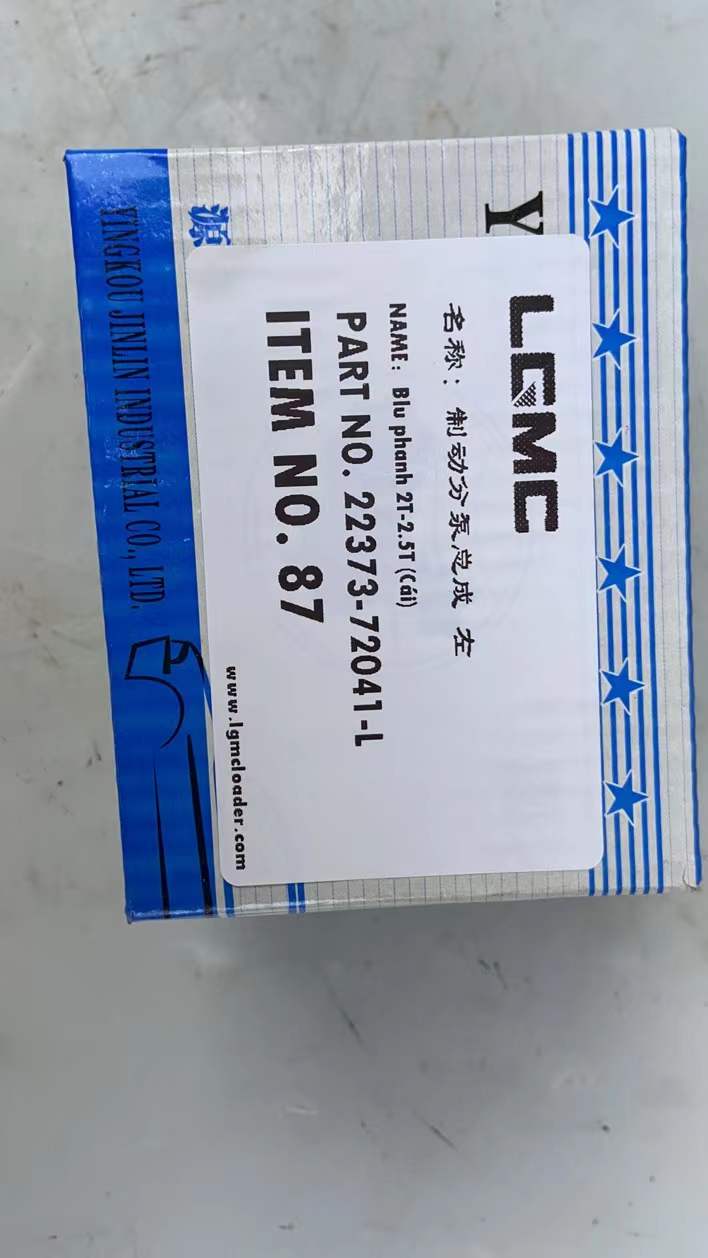 LGMC
名称：制动分泵总成 左
NAME: Blu phanh 2T-2.5T (Cái)
PART NO. 22373-72041-L
ITEM NO. 87
www.lgmcloader.com
Y
源
YINGKOU JINLIN INDUSTRIAL CO., LTD.